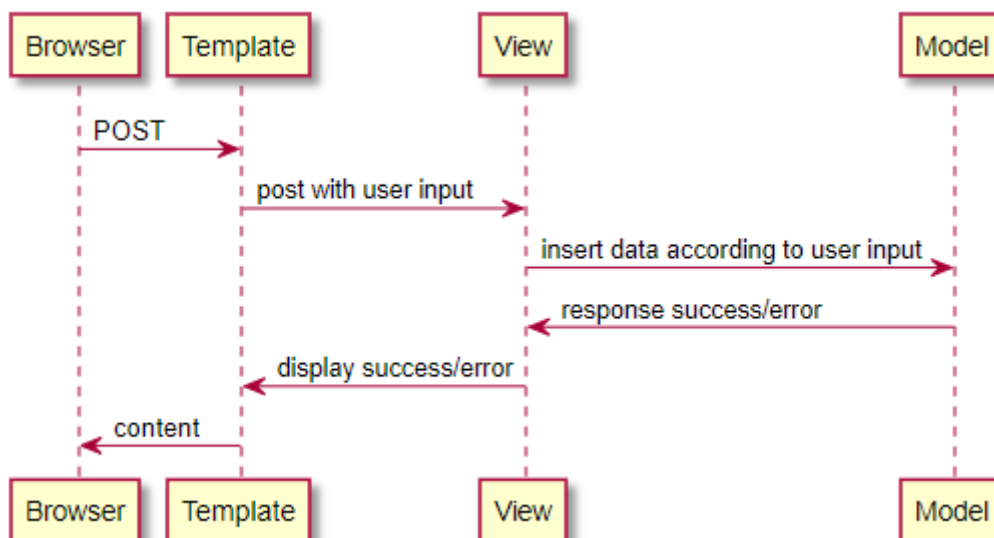 Browser Template View Model
POST
post with user input
insert data according to user input
response success/error
display success/error
content
Browser Template View Model